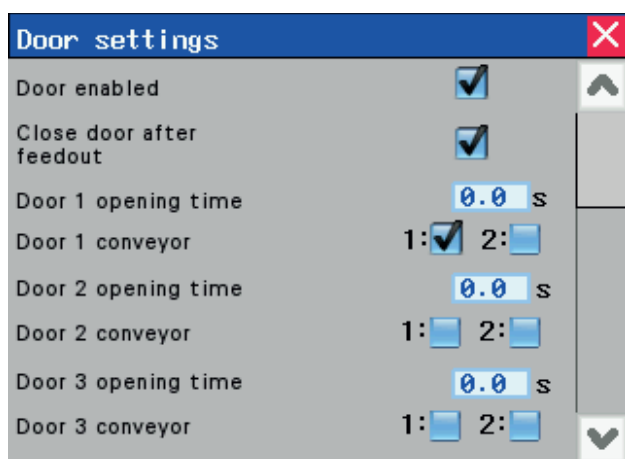 Door settings
Door enabled
Close door after
feedout
Door 1 opening time 0.0 s
Door 1 conveyor 1: 2:
Door 2 opening time 0.0 s
Door 2 conveyor 1: 2:
Door 3 opening time 0.0 s
Door 3 conveyor 1: 2: